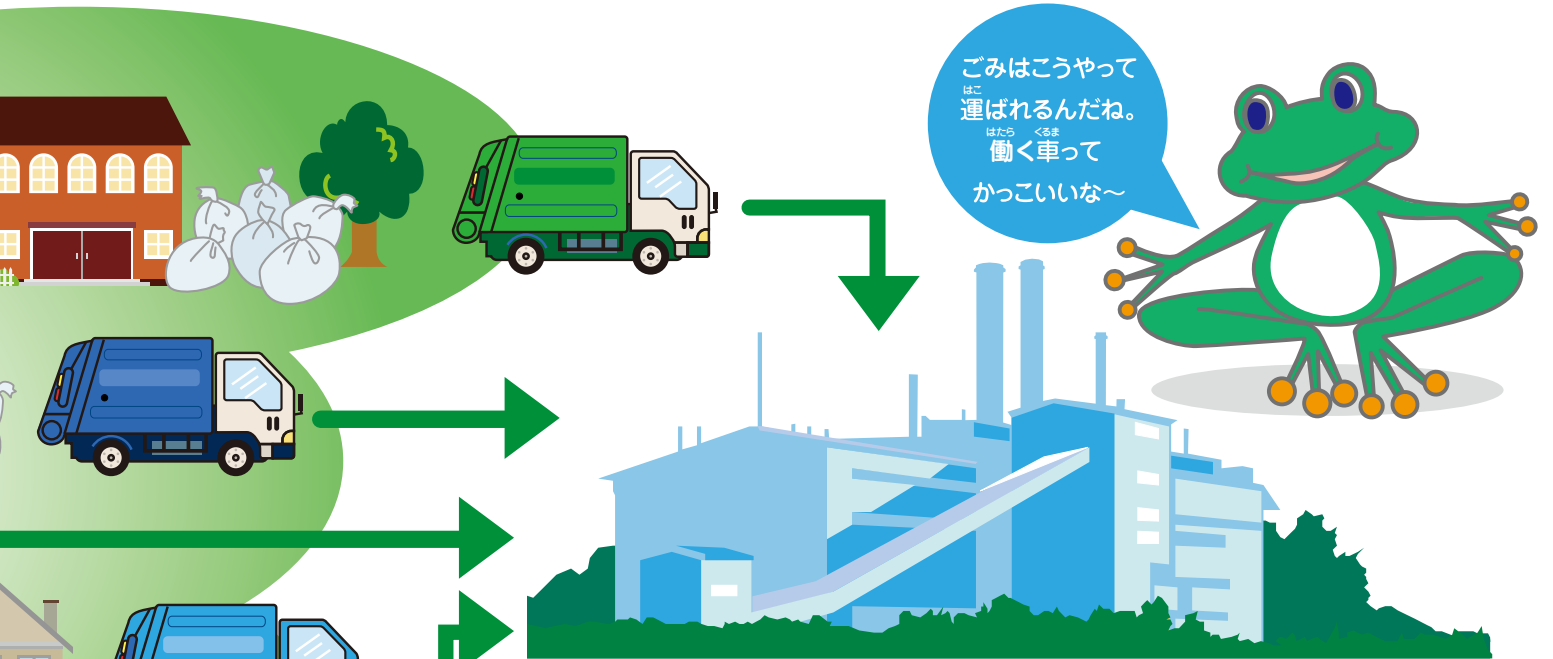 ごみはこうやって
はこ
運ばれるんだね。
はたら くるま
働く車って
かっこいいな～